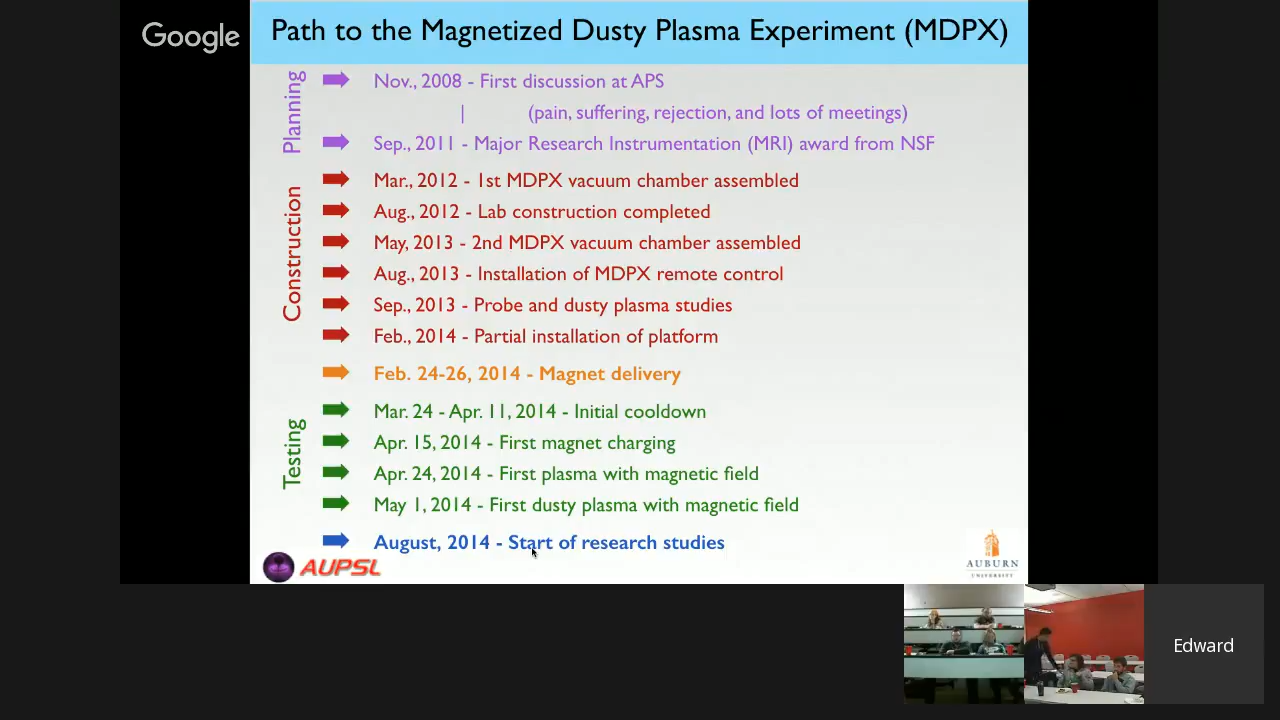 Google
Path to the Magnetized Dusty Plasma Experiment (MDPX)
Planning
Nov., 2008 - First discussion at APS
| (pain, suffering, rejection, and lots of meetings)
Sep., 2011 - Major Research Instrumentation (MRI) award from NSF
Construction
Mar., 2012 - 1st MDPX vacuum chamber assembled
Aug., 2012 - Lab construction completed
May, 2013 - 2nd MDPX vacuum chamber assembled
Aug., 2013 - Installation of MDPX remote control
Sep., 2013 - Probe and dusty plasma studies
Feb., 2014 - Partial installation of platform
Feb. 24-26, 2014 - Magnet delivery
Testing
Mar. 24 - Apr. 11, 2014 - Initial cooldown
Apr. 15, 2014 - First magnet charging
Apr. 24, 2014 - First plasma with magnetic field
May 1, 2014 - First dusty plasma with magnetic field
August, 2014 - Start of research studies
AUPSL
AUBURN
UNIVERSITY
Edward